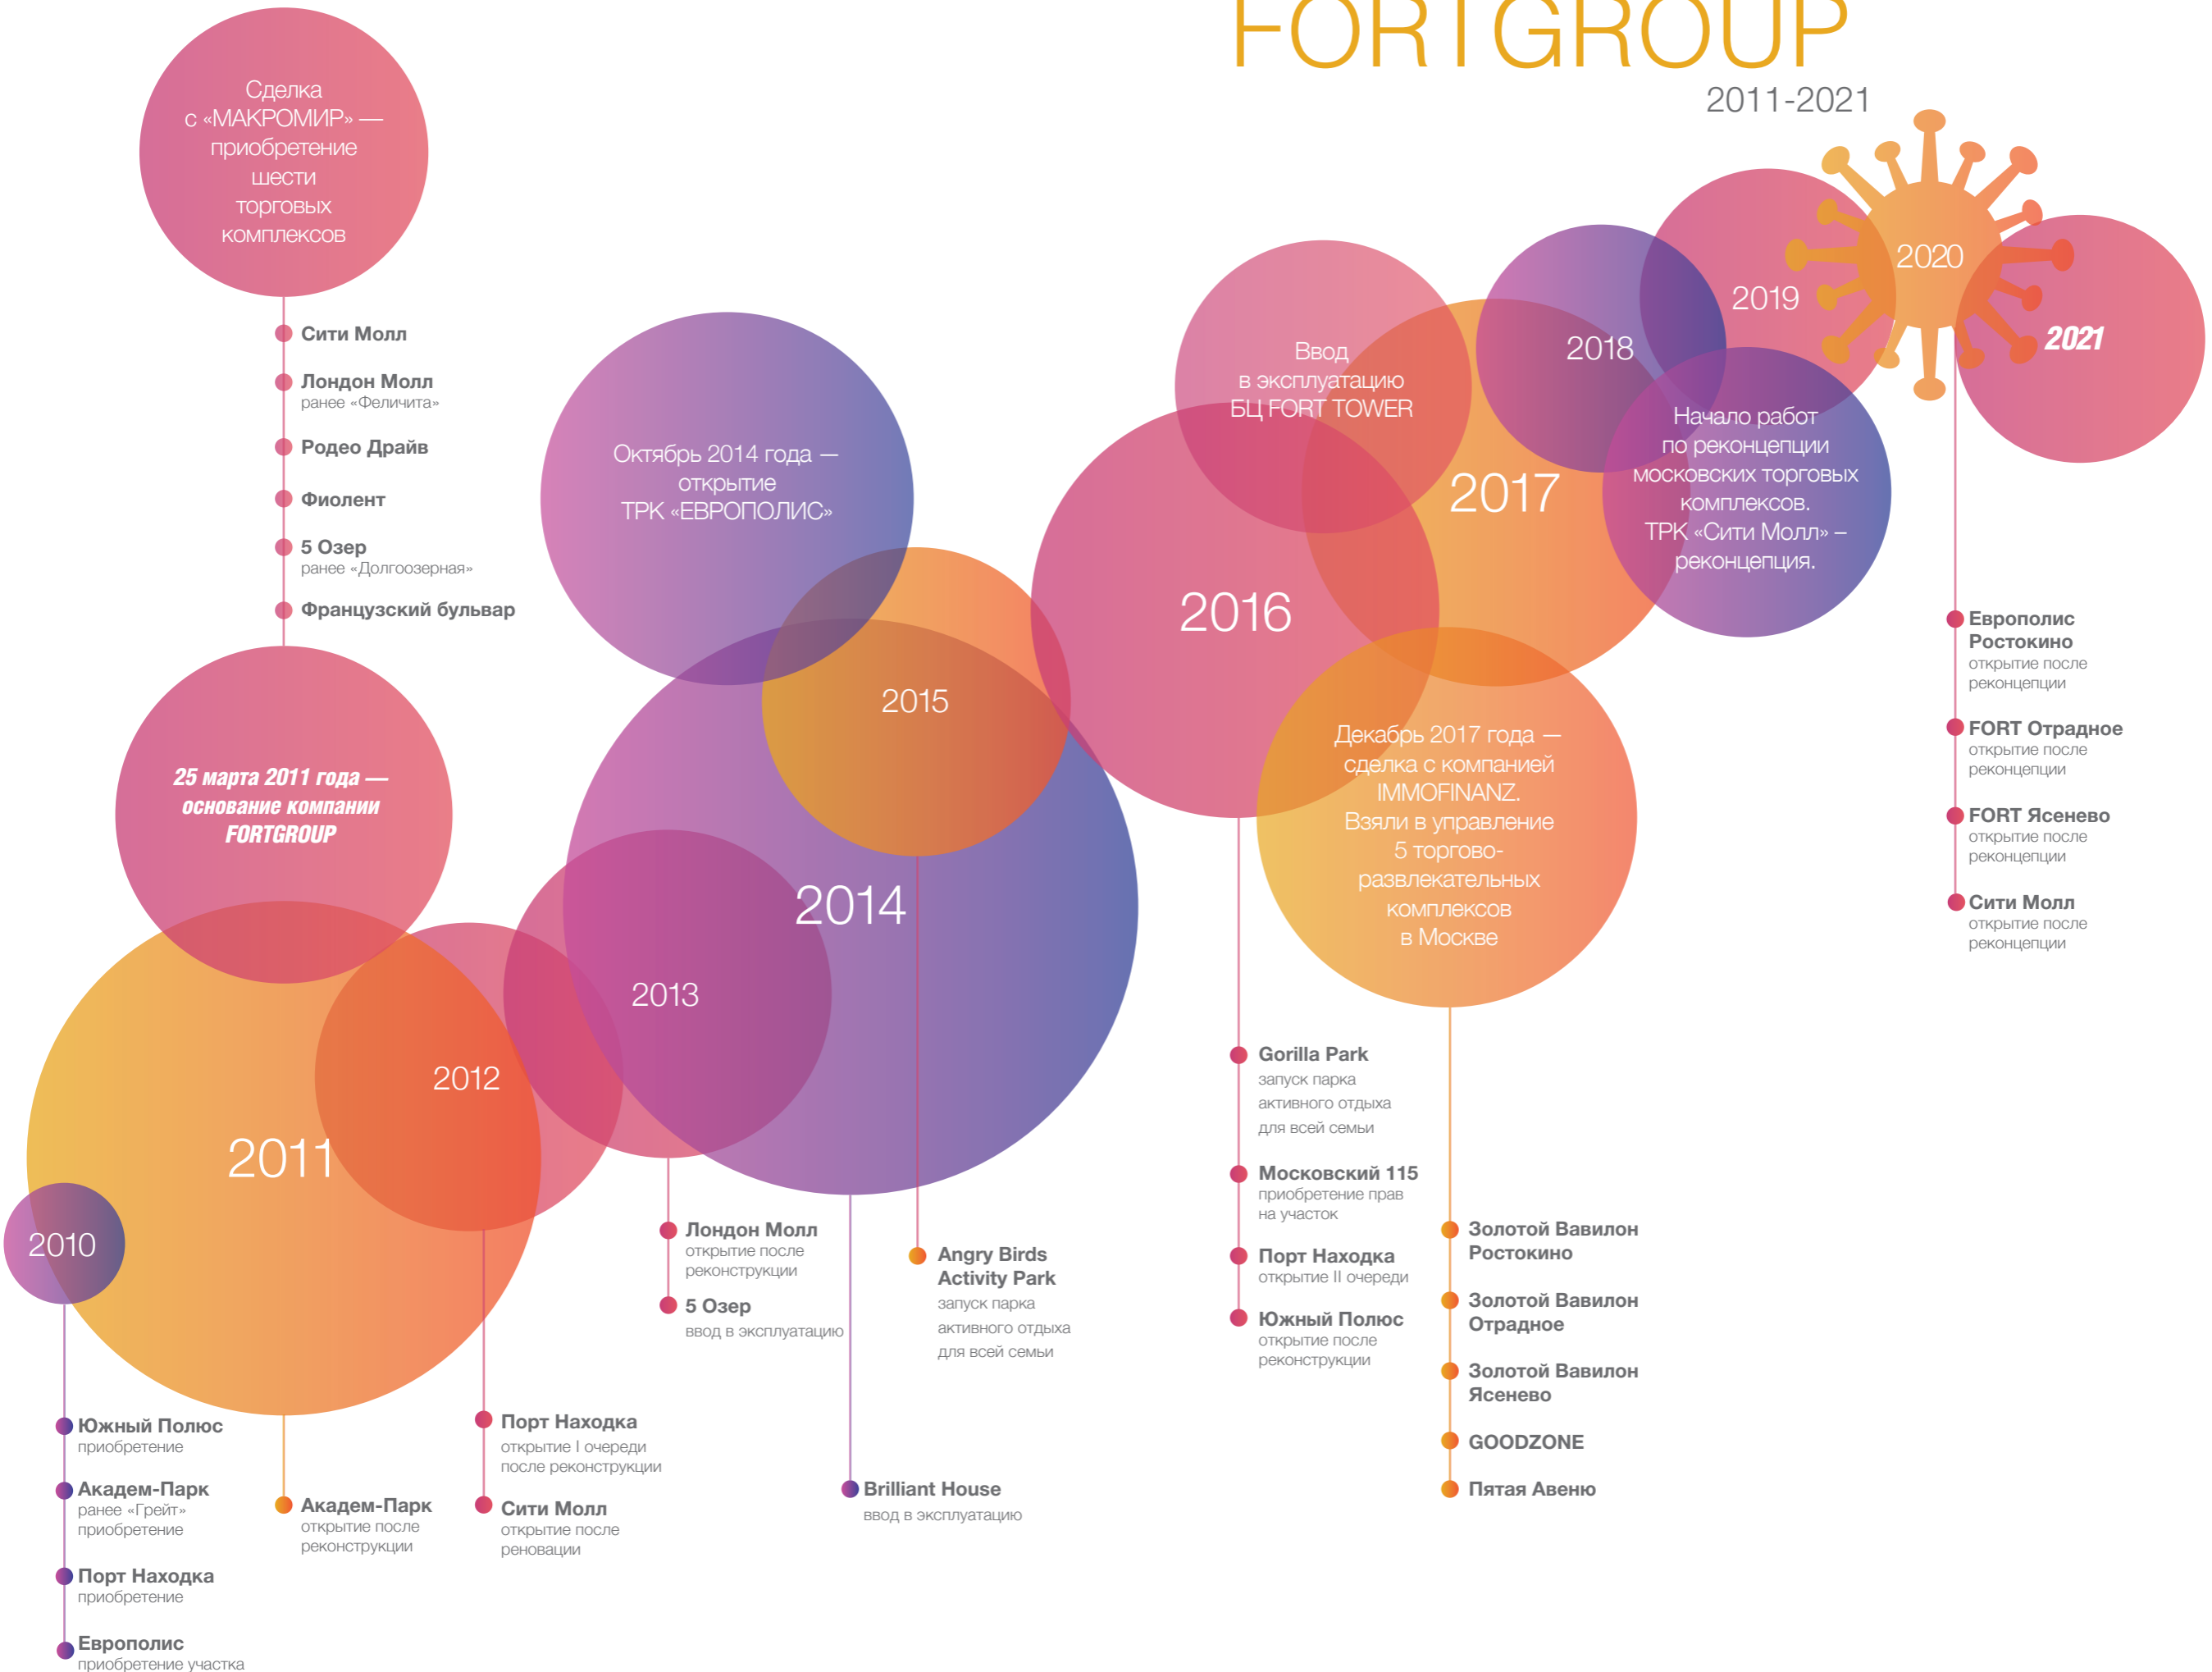 FORTGROUP
2011-2021
Сделка
с «МАКРОМИР» —
приобретение
шести
торговых
комплексов
Сити Молл
Лондон Молл
ранее «Феличита»
Родео Драйв
Фиолент
5 Озер
ранее «Долгоозерная»
Французский бульвар
25 марта 2011 года —
основание компании
FORTGROUP
2011
2010
Южный Полюс
приобретение
Академ-Парк
ранее «Грейт»
приобретение
Порт Находка
приобретение
Европолис
приобретение участка
Академ-Парк
открытие после
реконструкции
2012
Порт Находка
открытие I очереди
после реконструкции
Сити Молл
открытие после
реновации
2013
Лондон Молл
открытие после
реконструкции
5 Озер
ввод в эксплуатацию
Октябрь 2014 года —
открытие
ТРК «ЕВРОПОЛИС»
2014
Brilliant House
ввод в эксплуатацию
2015
Angry Birds
Activity Park
запуск парка
активного отдыха
для всей семьи
2016
Gorilla Park
запуск парка
активного отдыха
для всей семьи
Московский 115
приобретение прав
на участок
Порт Находка
открытие II очереди
Южный Полюс
открытие после
реконструкции
Ввод
в эксплуатацию
БЦ FORT TOWER
2017
Декабрь 2017 года —
сделка с компанией
IMMOFINANZ.
Взяли в управление
5 торгово-
развлекательных
комплексов
в Москве
Золотой Вавилон
Ростокино
Золотой Вавилон
Отрадное
Золотой Вавилон
Ясенево
GOODZONE
Пятая Авеню
2018
2019
Начало работ
по реконцепции
московских торговых
комплексов.
ТРК «Сити Молл» –
реконцепция.
2020
2021
Европолис
Ростокино
открытие после
реконцепции
FORT Отрадное
открытие после
реконцепции
FORT Ясенево
открытие после
реконцепции
Сити Молл
открытие после
реконцепции